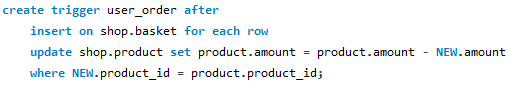 create trigger user_order after
insert on shop.basket for each row
update shop.product set product.amount = product.amount - NEW.amount
where NEW.product_id = product.product_id;